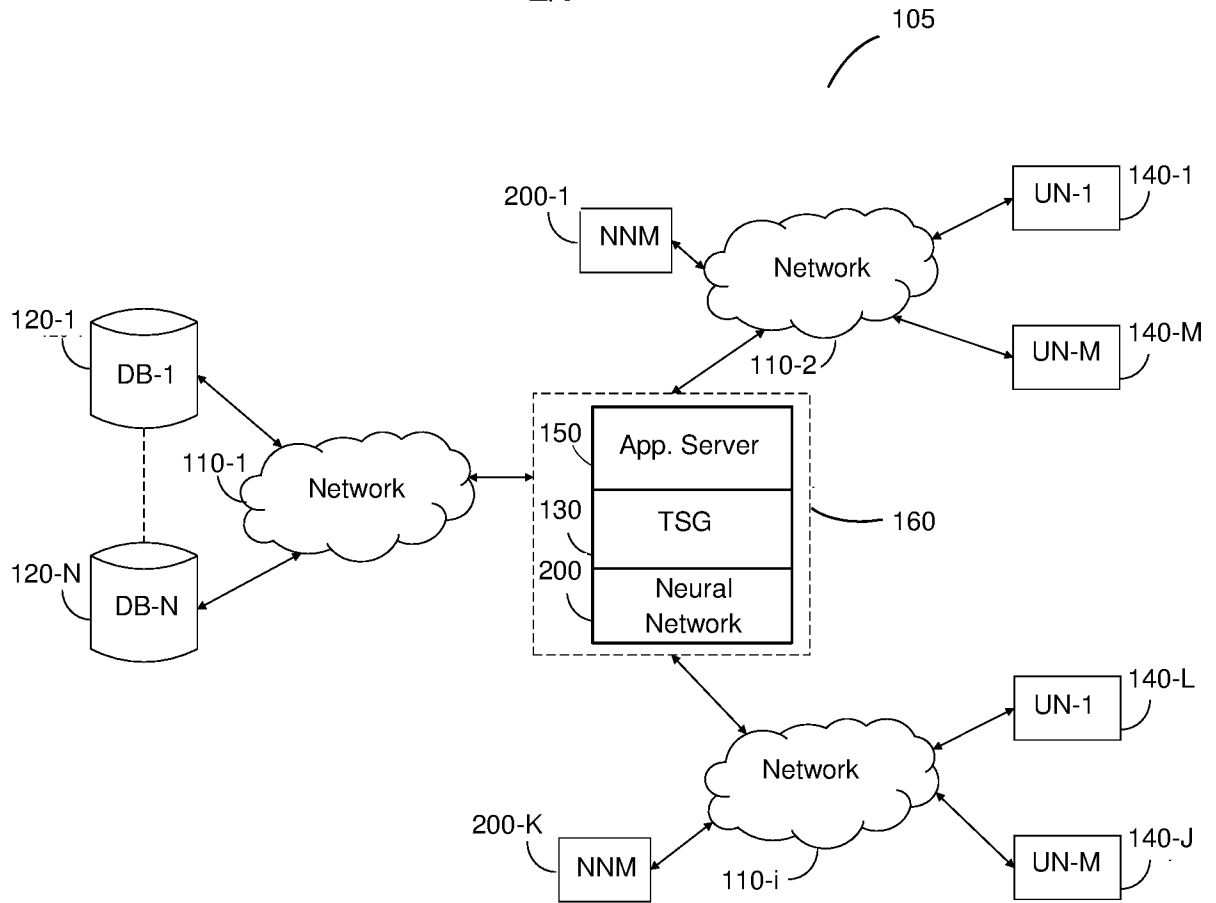 105
200-1
NNM
Network
110-2
UN-1
140-1
UN-M
140-M
120-1
DB-1
110-1
Network
120-N
DB-N
150
App. Server
130
TSG
200
Neural
Network
160
Network
110-i
200-K
NNM
UN-1
140-L
UN-M
140-J